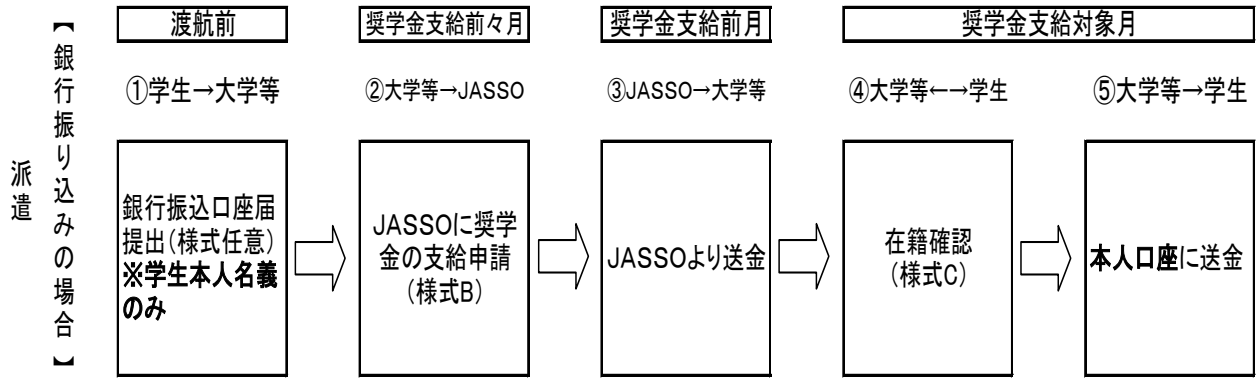 派遣
【銀行振り込みの場合】
渡航前
奨学金支給前々月
奨学金支給前月
奨学金支給対象月
①学生→大学等
②大学等→JASSO
③JASSO→大学等
④大学等←→学生
⑤大学等→学生
銀行振込口座届
提出(様式任意)
※学生本人名義
のみ
JASSOに奨学
金の支給申請
(様式B)
JASSOより送金
在籍確認
(様式C)
本人口座に送金